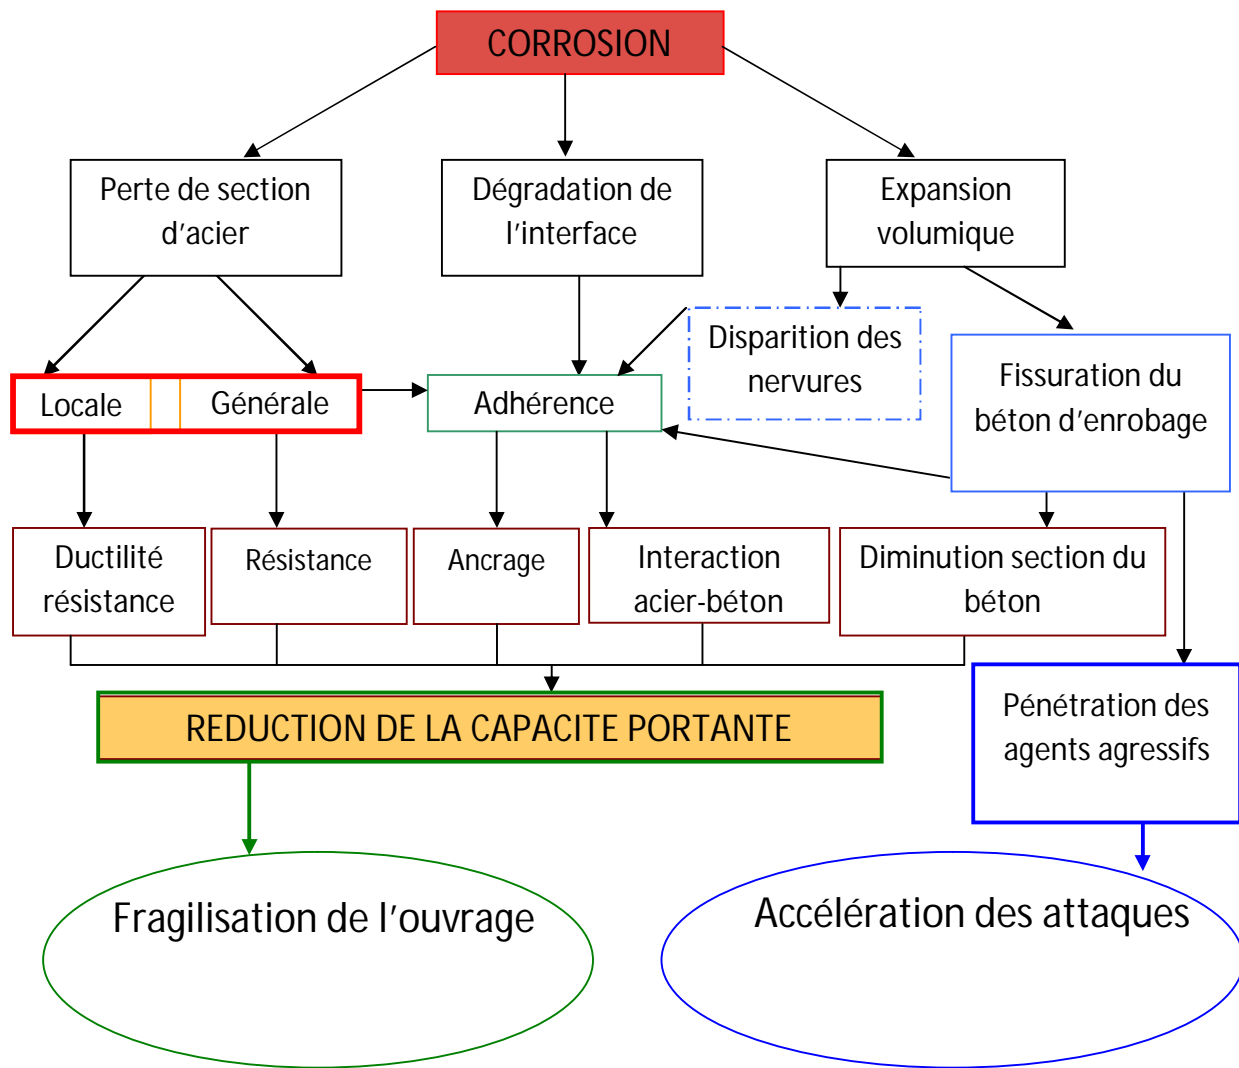 CORROSION
Perte de section
d'acier
Dégradation de
l'interface
Expansion
volumique
Disparition des
nervures
Fissuration du
béton d'enrobage
Locale
Générale
Adhérence
Ductilité
résistance
Résistance
Ancrage
Interaction
acier-béton
Diminution section du
béton
REDUCTION DE LA CAPACITE PORTANTE
Pénétration des
agents agressifs
Fragilisation de l'ouvrage
Accélération des attaques